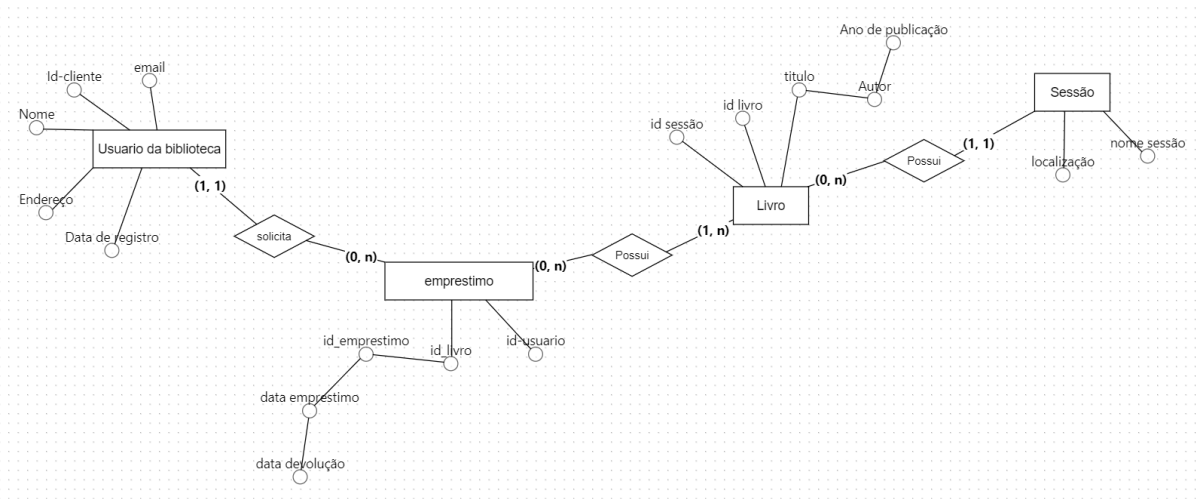 Ano de publicação
Id-cliente
email
titulo
Autor
Sessão
Nome
id livro
id sessão
Usuario da biblioteca
Possui
(1, 1)
nome sessão
localização
(0, n)
(1, 1)
Endereço
Livro
Data de registro
solicita
(1, n)
Possui
(0, n)
(0, n)
emprestimo
id_emprestimo
id_livro
id-usuario
data emprestimo
data devolução